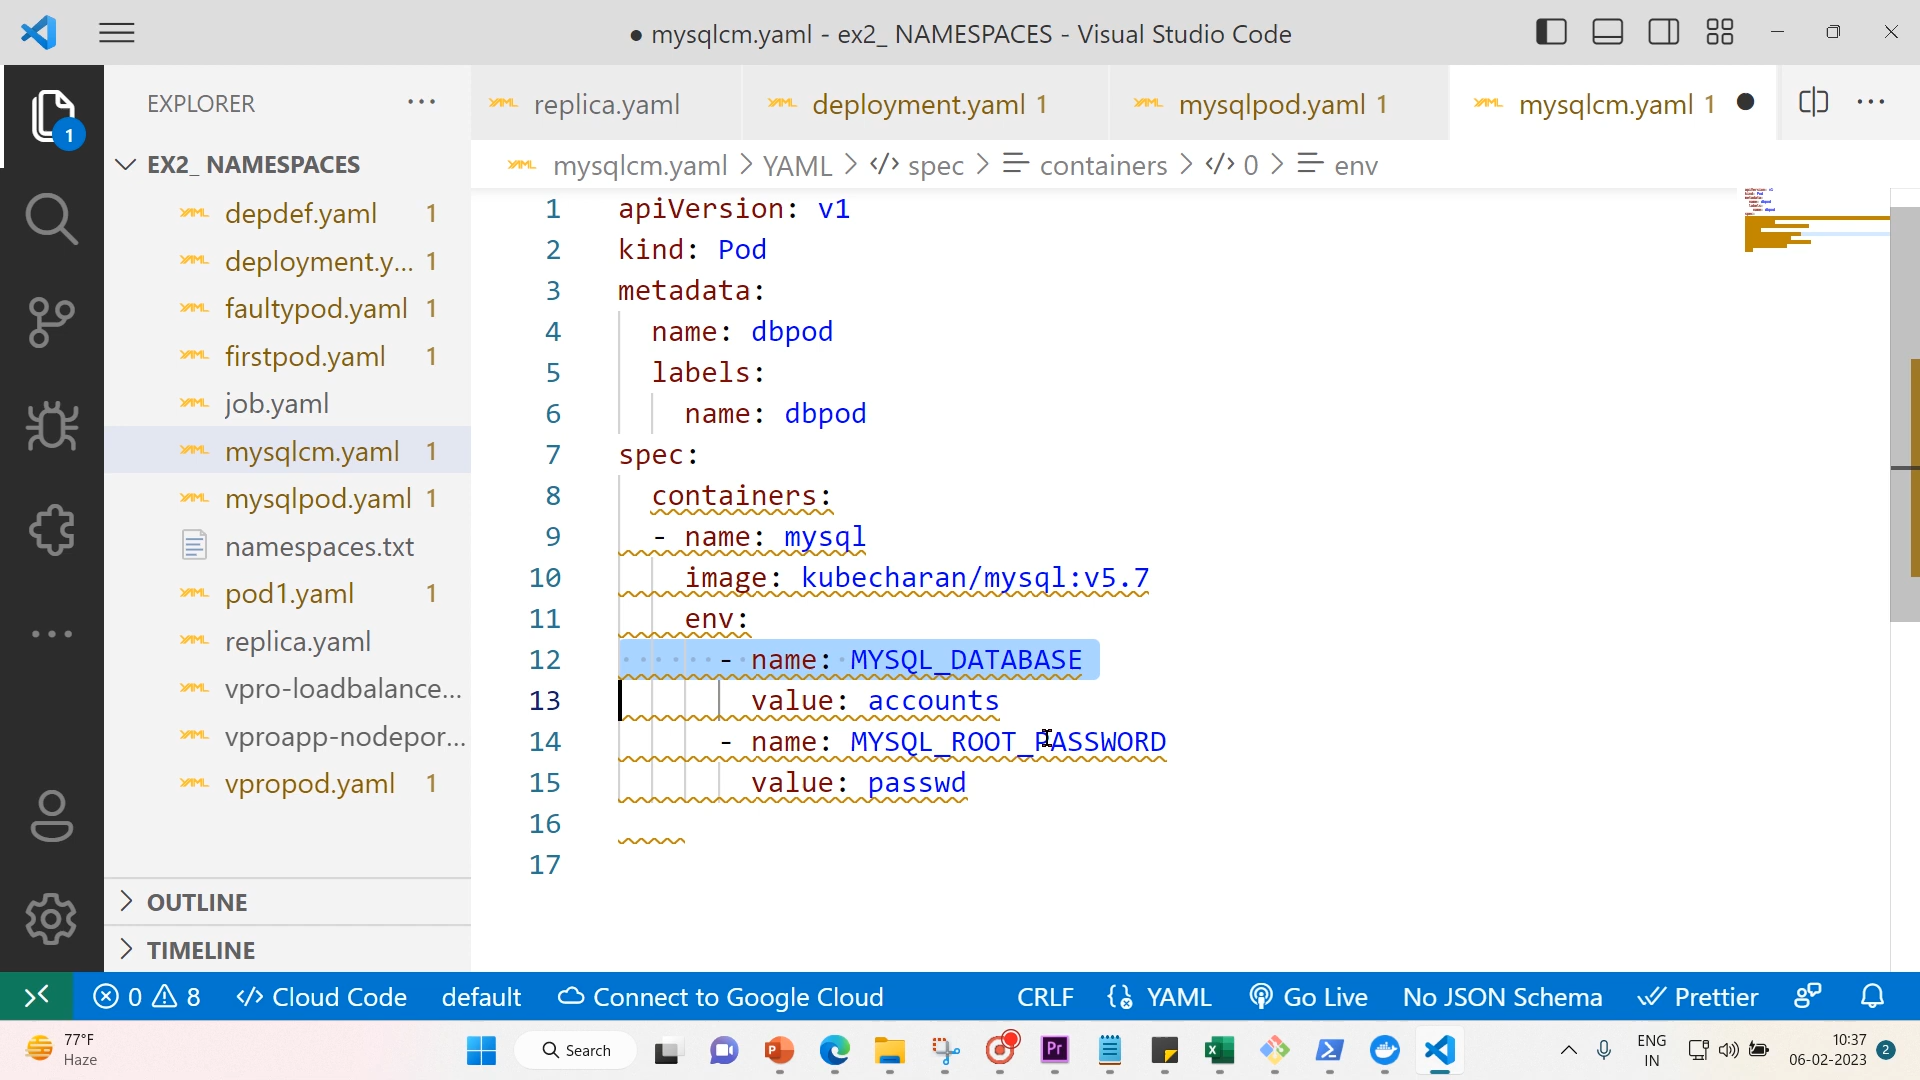 ● mysqlcm.yaml - ex2_ NAMESPACES - Visual Studio Code
EXPLORER
replica.yaml
deployment.yaml 1
mysqlpod.yaml 1
mysqlcm.yaml 1
mysqlcm.yaml > YAML > spec > containers > 0 > env
EX2_ NAMESPACES
depdef.yaml 1
deployment.y... 1
faultypod.yaml 1
firstpod.yaml 1
job.yaml
mysqlcm.yaml 1
mysqlpod.yaml 1
namespaces.txt
pod1.yaml 1
replica.yaml
vpro-loadbalance...
vproapp-nodepor...
vpropod.yaml 1
OUTLINE
TIMELINE
1 apiVersion: v1
2 kind: Pod
3 metadata:
4 name: dbpod
5 labels:
6 name: dbpod
7 spec:
8 containers:
9 - name: mysql
10 image: kubecharan/mysql:v5.7
11 env:
12 - name: MYSQL_DATABASE
13 value: accounts
14 - name: MYSQL_ROOT_PASSWORD
15 value: passwd
16
17
0 8 Cloud Code default Connect to Google Cloud CRLF YAML Go Live No JSON Schema Prettier
77°F
Haze
Search
ENG
IN
10:37
06-02-2023
2